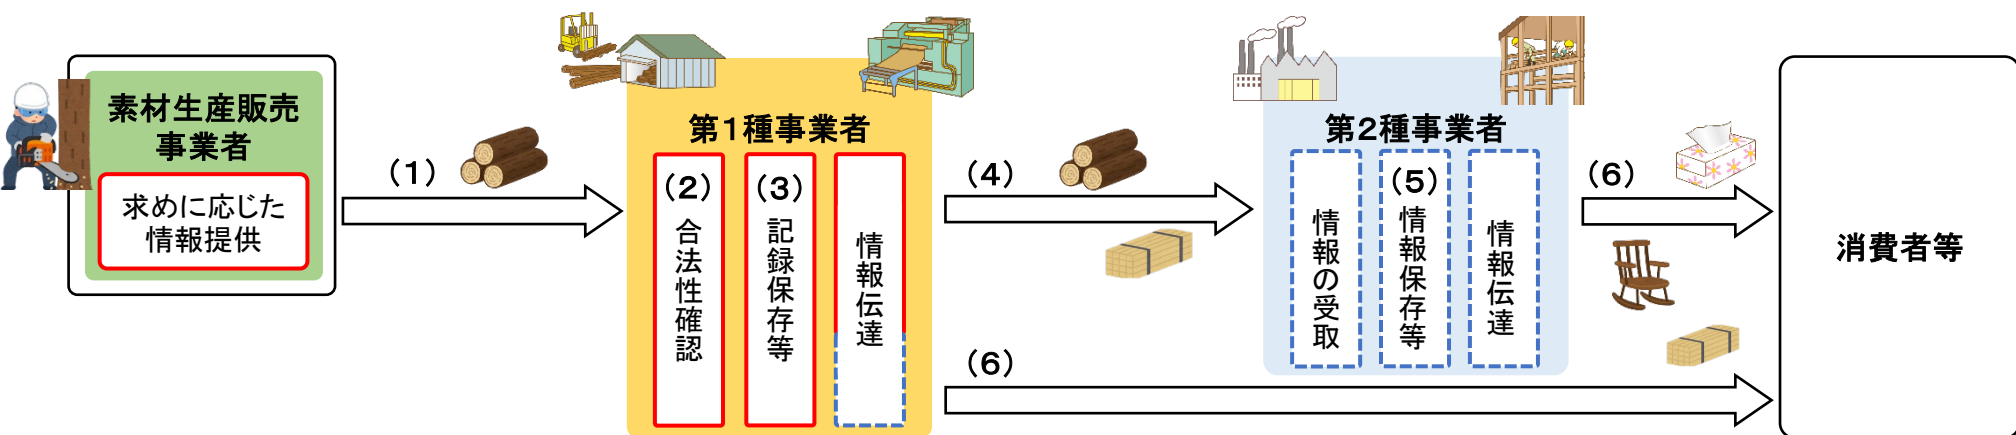 素材生産販売
事業者
求めに応じた
情報提供
(1)
第1種事業者
(2)
合法性確認
(3)
記録保存等
情報伝達
(4)
(6)
第2種事業者
情報の受取
(5)
情報保存等
情報伝達
(6)
消費者等